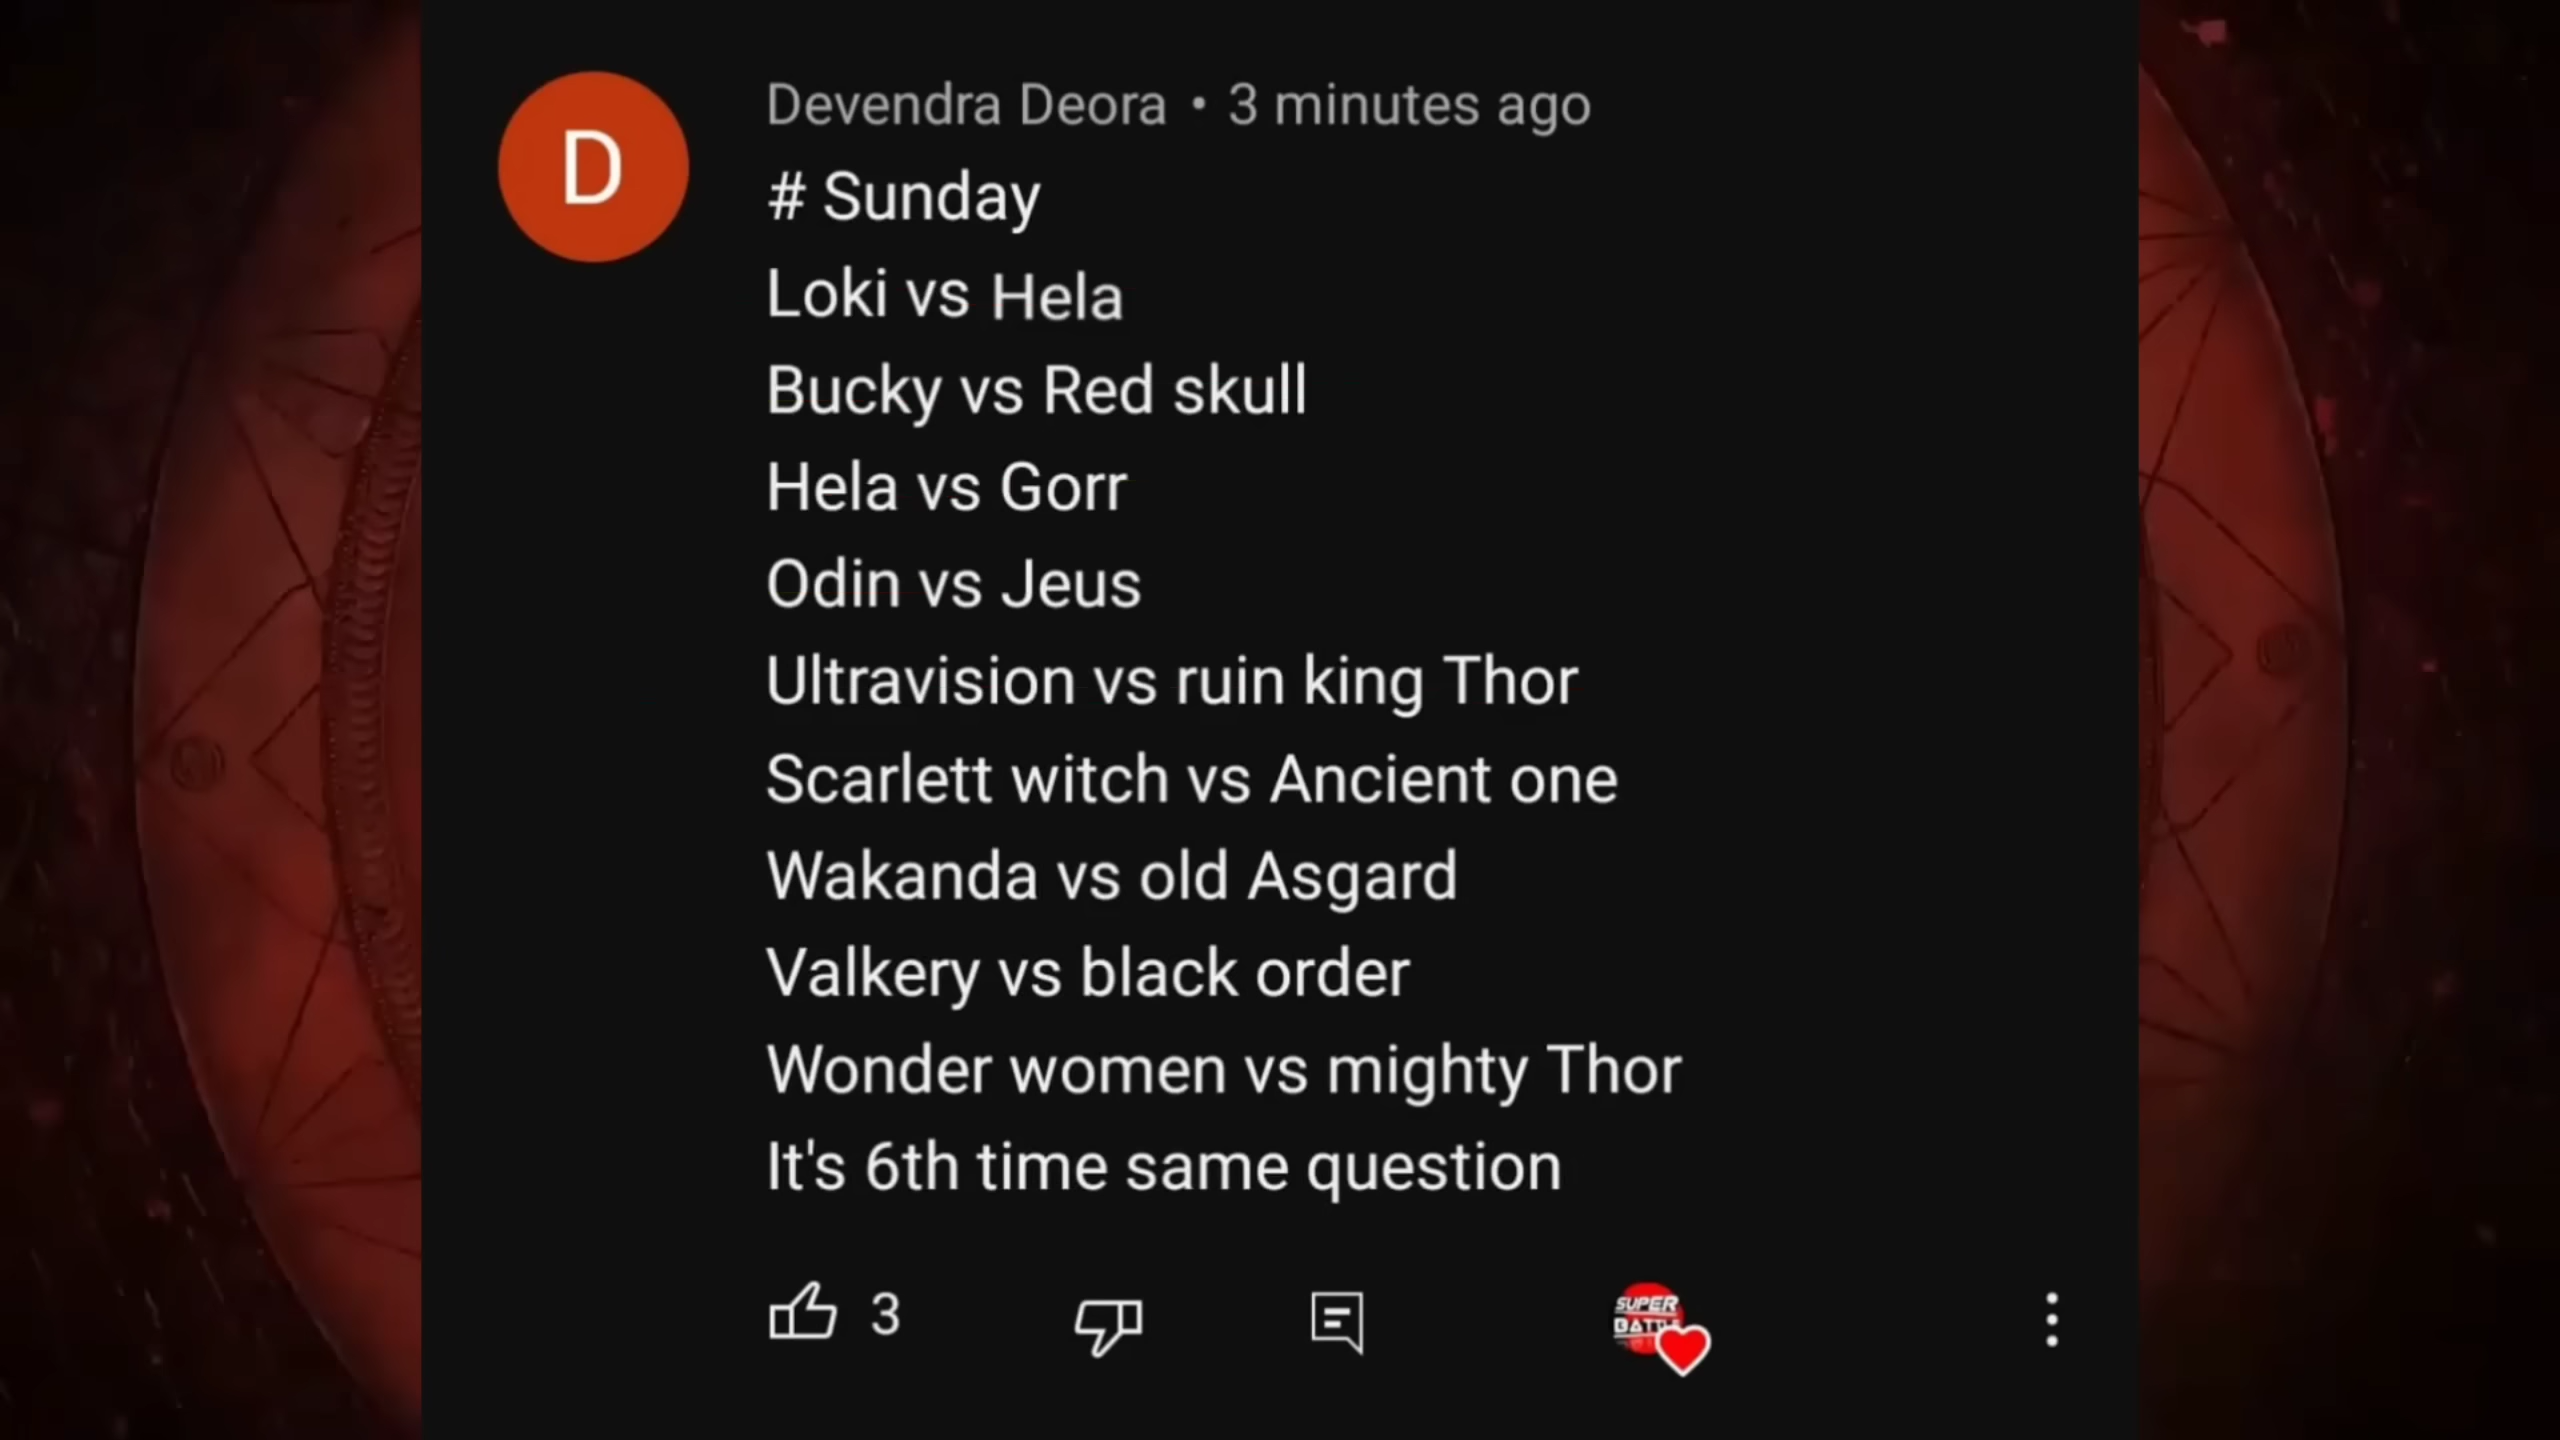 D
Devendra Deora • 3 minutes ago
# Sunday
Loki vs Hela
Bucky vs Red skull
Hela vs Gorr
Odin vs Jeus
Ultravision vs ruin king Thor
Scarlett witch vs Ancient one
Wakanda vs old Asgard
Valkery vs black order
Wonder women vs mighty Thor
It's 6th time same question
3
SUPER
BATTLE